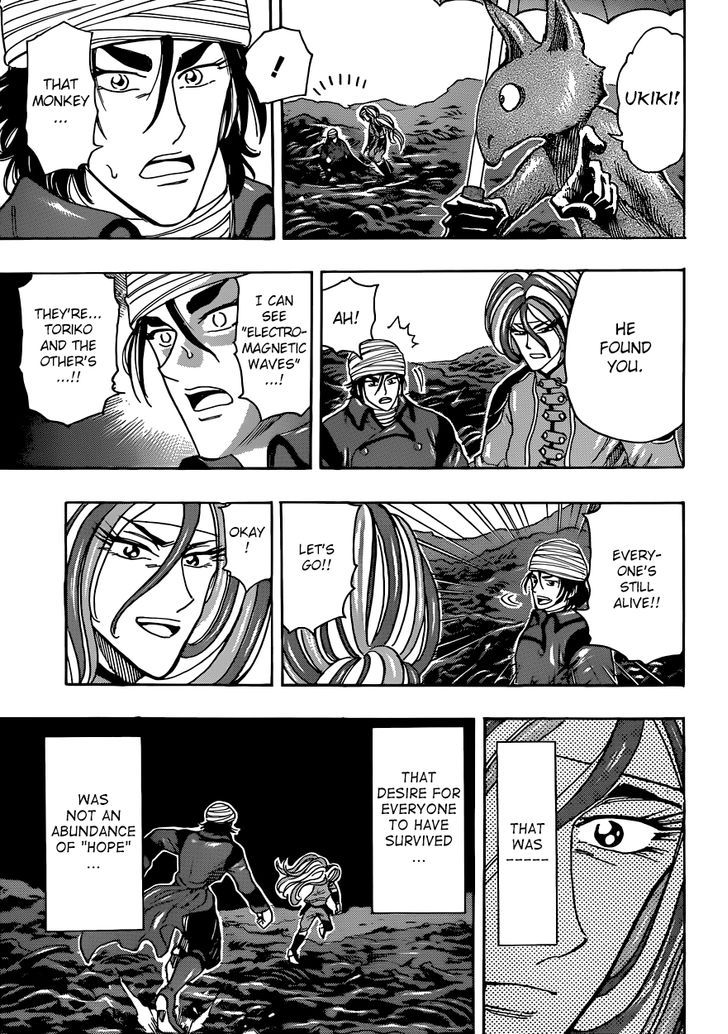 UKIKI!
!
THAT
MONKEY
...
HE
FOUND
YOU.
AH!
I CAN
SEE
"ELECTRO-
MAGNETIC
WAVES"
...!
THEY'RE...
TORIKO
AND THE
OTHER'S
...!!
EVERY-
ONE'S
STILL
ALIVE!!
LET'S
GO!!
OKAY
!
THAT
WAS
-----
THAT
DESIRE FOR
EVERYONE
TO HAVE
SURVIVED
...
WAS
NOT AN
ABUNDANCE
OF "HOPE"
...